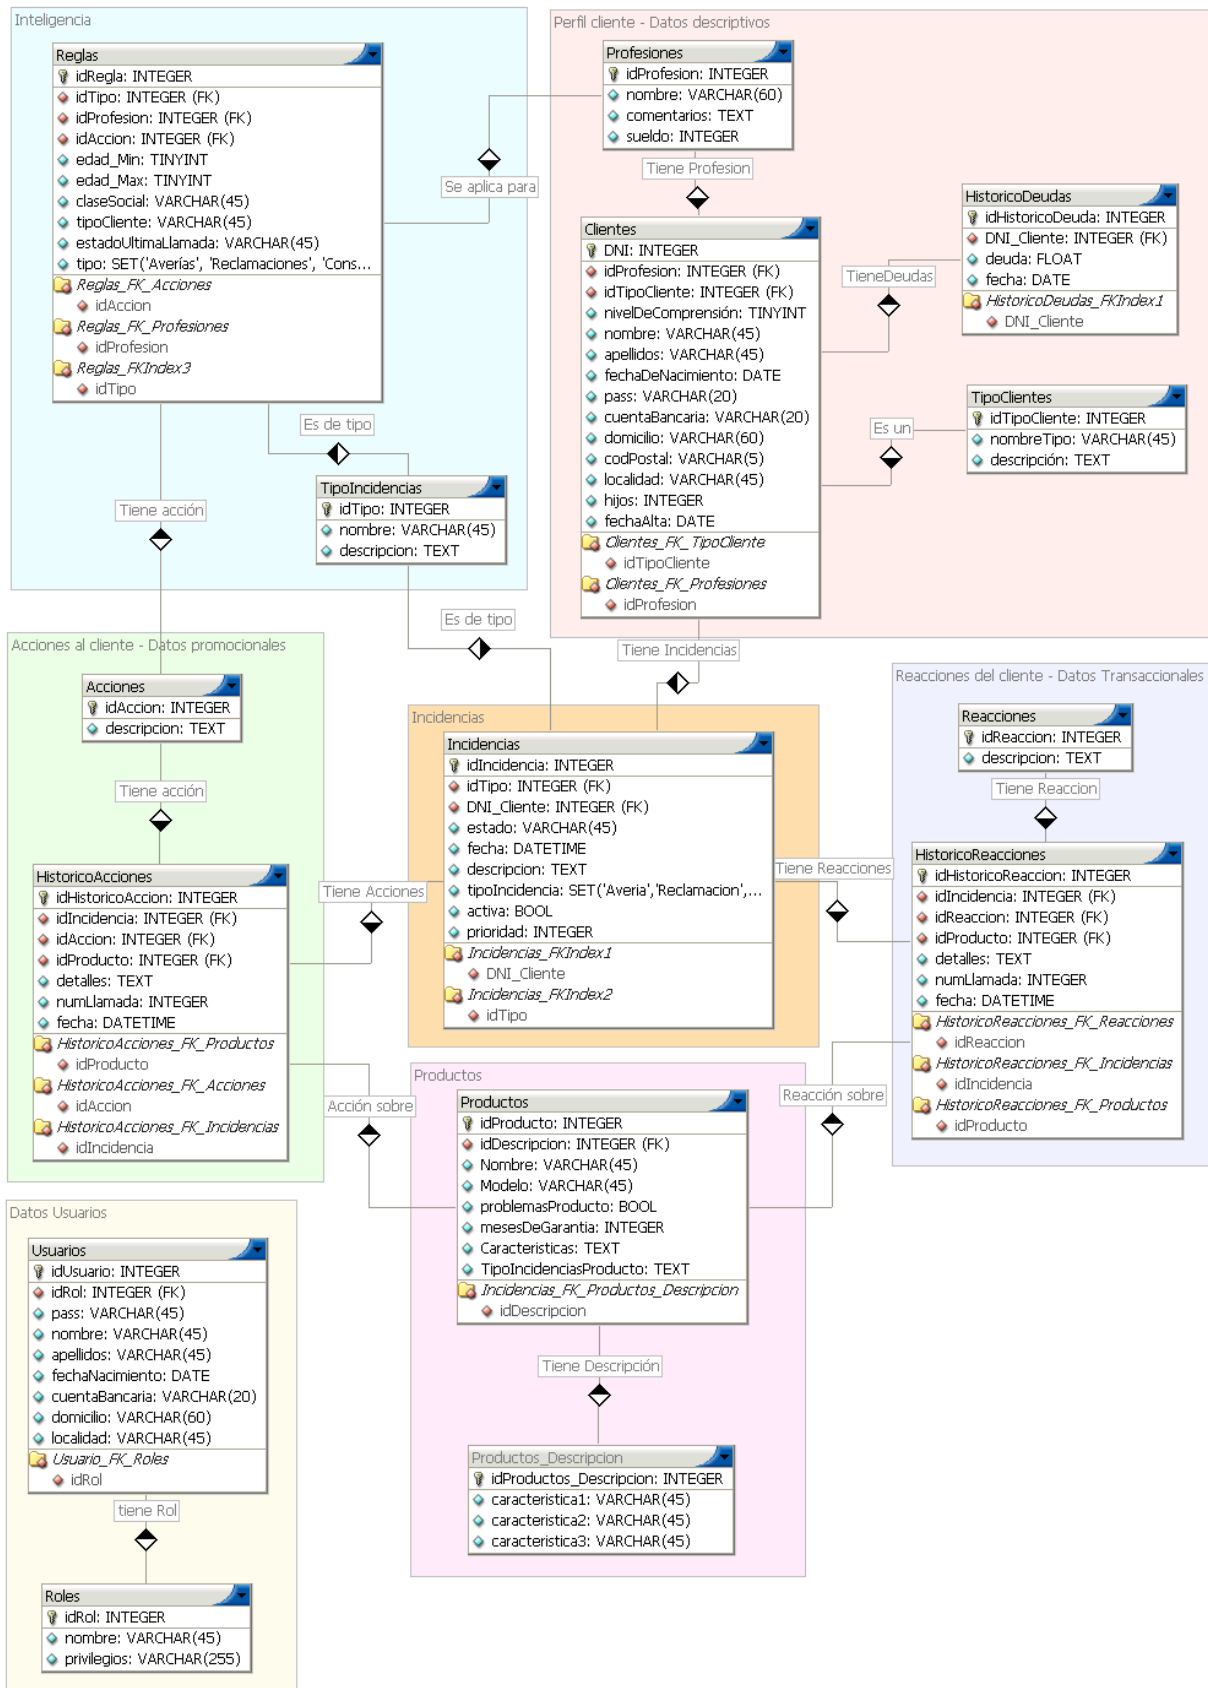 Inteligencia
Reglas
idRegla: INTEGER
idTipo: INTEGER (FK)
idProfesion: INTEGER (FK)
idAccion: INTEGER (FK)
edad_Min: TINYINT
edad_Max: TINYINT
claseSocial: VARCHAR(45)
tipoCliente: VARCHAR(45)
estadoUltimaLlamada: VARCHAR(45)
tipo: SET('Averías', 'Reclamaciones', 'Cons...
Reglas_FK_Acciones
idAccion
Reglas_FK_Profesiones
idProfesion
Reglas_FKIndex3
idTipo
Se aplica para
Es de tipo
TipoIncidencias
idTipo: INTEGER
nombre: VARCHAR(45)
descripcion: TEXT
Tiene acción
Es de tipo
Perfil cliente - Datos descriptivos
Profesiones
idProfesion: INTEGER
nombre: VARCHAR(60)
comentarios: TEXT
sueldo: INTEGER
Tiene Profesion
Clientes
DNI: INTEGER
idProfesion: INTEGER (FK)
idTipoCliente: INTEGER (FK)
nivelDeComprensión: TINYINT
nombre: VARCHAR(45)
apellidos: VARCHAR(45)
fechaDeNacimiento: DATE
pass: VARCHAR(20)
cuentaBancaria: VARCHAR(20)
domicilio: VARCHAR(60)
codPostal: VARCHAR(5)
localidad: VARCHAR(45)
hijos: INTEGER
fechaAlta: DATE
Clientes_FK_TipoCliente
idTipoCliente
Clientes_FK_Profesiones
idProfesion
TieneDeudas
HistoricoDeudas
idHistoricoDeuda: INTEGER
DNI_Cliente: INTEGER (FK)
deuda: FLOAT
fecha: DATE
HistoricoDeudas_FKIndex1
DNI_Cliente
Es un
TipoClientes
idTipoCliente: INTEGER
nombreTipo: VARCHAR(45)
descripción: TEXT
Tiene Incidencias
Acciones al cliente - Datos promocionales
Acciones
idAccion: INTEGER
descripcion: TEXT
Tiene acción
HistoricoAcciones
idHistoricoAccion: INTEGER
idIncidencia: INTEGER (FK)
idAccion: INTEGER (FK)
idProducto: INTEGER (FK)
detalles: TEXT
numLlamada: INTEGER
fecha: DATETIME
HistoricoAcciones_FK_Productos
idProducto
HistoricoAcciones_FK_Acciones
idAccion
HistoricoAcciones_FK_Incidencias
idIncidencia
Tiene Acciones
Acción sobre
Incidencias
Incidencias
idIncidencia: INTEGER
idTipo: INTEGER (FK)
DNI_Cliente: INTEGER (FK)
estado: VARCHAR(45)
fecha: DATETIME
descripcion: TEXT
tipoIncidencia: SET('Averia','Reclamacion',...
activa: BOOL
prioridad: INTEGER
Incidencias_FKIndex1
DNI_Cliente
Incidencias_FKIndex2
idTipo
Tiene Reacciones
Reacciones del cliente - Datos Transaccionales
Reacciones
idReaccion: INTEGER
descripcion: TEXT
Tiene Reaccion
HistoricoReacciones
idHistoricoReaccion: INTEGER
idIncidencia: INTEGER (FK)
idReaccion: INTEGER (FK)
idProducto: INTEGER (FK)
detalles: TEXT
numLlamada: INTEGER
fecha: DATETIME
HistoricoReacciones_FK_Reacciones
idReaccion
HistoricoReacciones_FK_Incidencias
idIncidencia
HistoricoReacciones_FK_Productos
idProducto
Reacción sobre
Productos
Productos
idProducto: INTEGER
idDescripcion: INTEGER (FK)
Nombre: VARCHAR(45)
Modelo: VARCHAR(45)
problemasProducto: BOOL
mesesDeGarantia: INTEGER
Caracteristicas: TEXT
TipoIncidenciasProducto: TEXT
Incidencias_FK_Productos_Descripcion
idDescripcion
Tiene Descripción
Productos_Descripcion
idProductos_Descripcion: INTEGER
caracteristica1: VARCHAR(45)
caracteristica2: VARCHAR(45)
caracteristica3: VARCHAR(45)
Datos Usuarios
Usuarios
idUsuario: INTEGER
idRol: INTEGER (FK)
pass: VARCHAR(45)
nombre: VARCHAR(45)
apellidos: VARCHAR(45)
fechaNacimiento: DATE
cuentaBancaria: VARCHAR(20)
domicilio: VARCHAR(60)
localidad: VARCHAR(45)
Usuario_FK_Roles
idRol
tiene Rol
Roles
idRol: INTEGER
nombre: VARCHAR(45)
privilegios: VARCHAR(255)